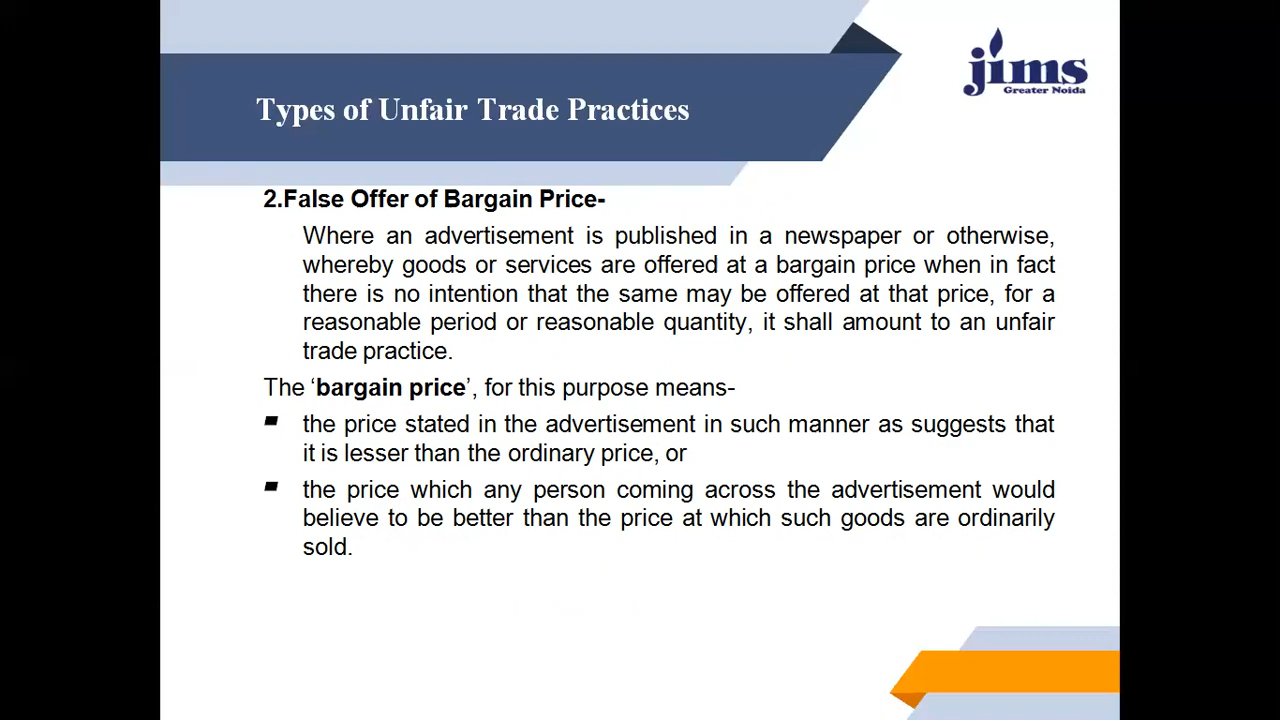 jims
Greater Noida
Types of Unfair Trade Practices
2.False Offer of Bargain Price-
Where an advertisement is published in a newspaper or otherwise,
whereby goods or services are offered at a bargain price when in fact
there is no intention that the same may be offered at that price, for a
reasonable period or reasonable quantity, it shall amount to an unfair
trade practice.
The ‘bargain price’, for this purpose means-
the price stated in the advertisement in such manner as suggests that
it is lesser than the ordinary price, or
the price which any person coming across the advertisement would
believe to be better than the price at which such goods are ordinarily
sold.